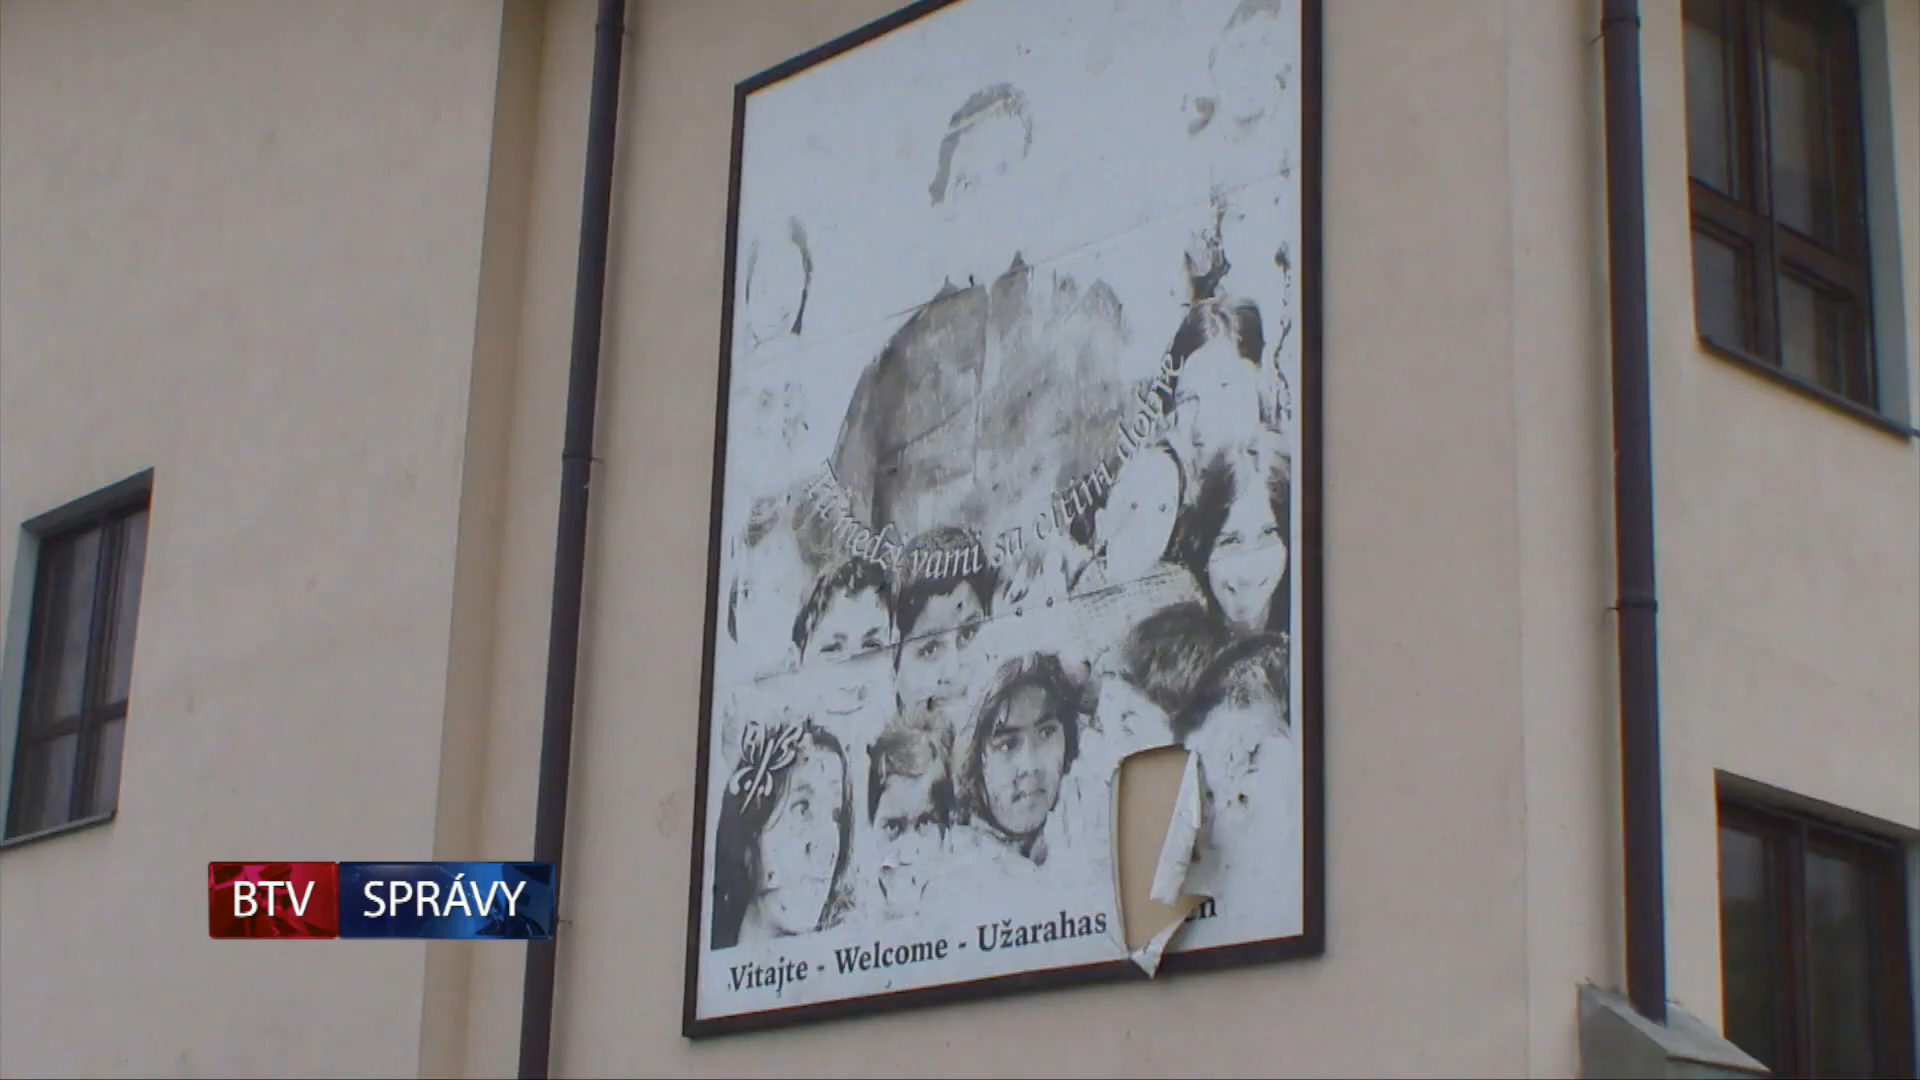 medzi vami sa cítim dobre
BTV SPRÁVY
Vitajte - Welcome - Užarahas